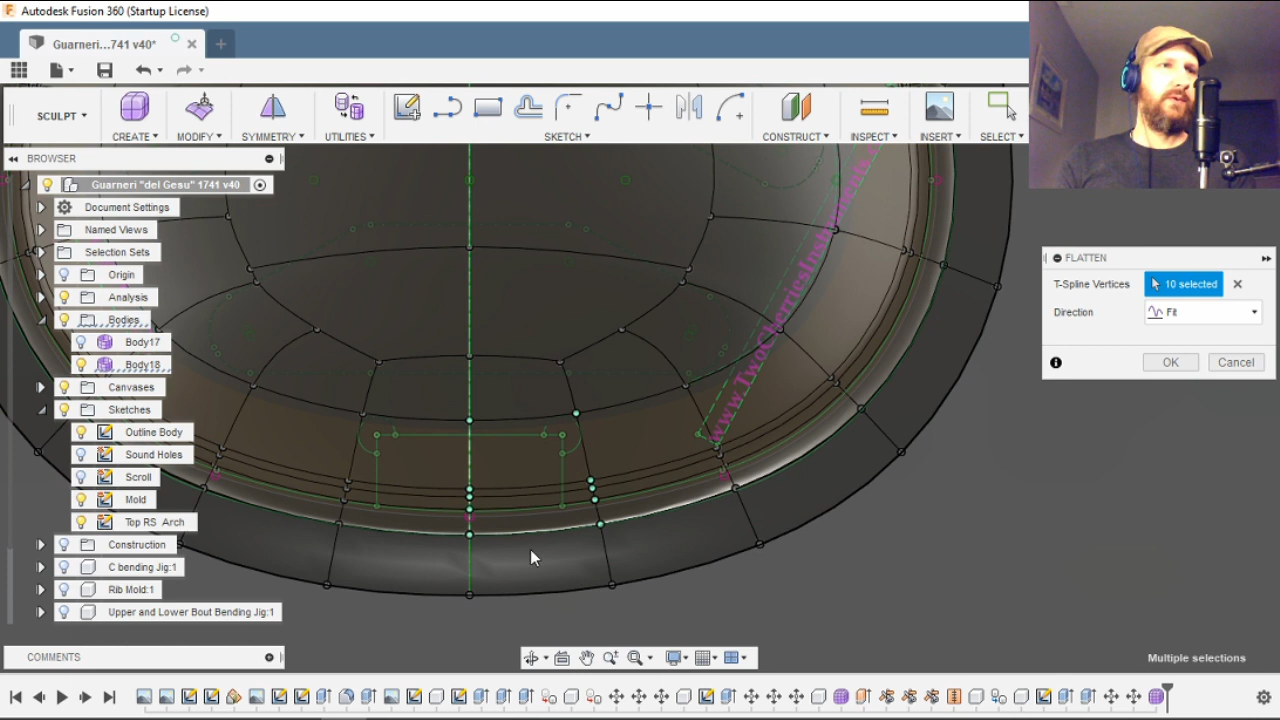 Autodesk Fusion 360 (Startup License)
Guarneri...741 v40*
SCULPT
CREATE
MODIFY
SYMMETRY
UTILITIES
SKETCH
CONSTRUCT
INSPECT
INSERT
SELECT
BROWSER
Guarneri "del Gesu" 1741 v40
Document Settings
Named Views
Selection Sets
Origin
Analysis
Bodies
Body17
Body18
Canvases
Sketches
Outline Body
Sound Holes
Scroll
Mold
Top RS Arch
Construction
C bending Jig:1
Rib Mold:1
Upper and Lower Bout Bending Jig:1
www.TwoCherriesInstruments.
FLATTEN
T-Spline Vertices 10 selected
Direction Fit
OK Cancel
COMMENTS
Multiple selections